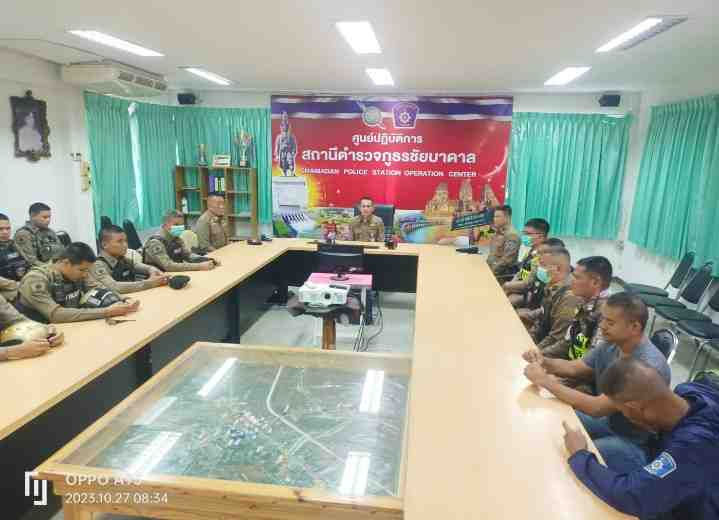 ศูนย์ปฏิบัติการ
สถานีตำรวจภูธรชัยบาดาล
CHAIBADAN POLICE STATION OPERATION CENTER
OPPO A95
2023.10.27 08:34